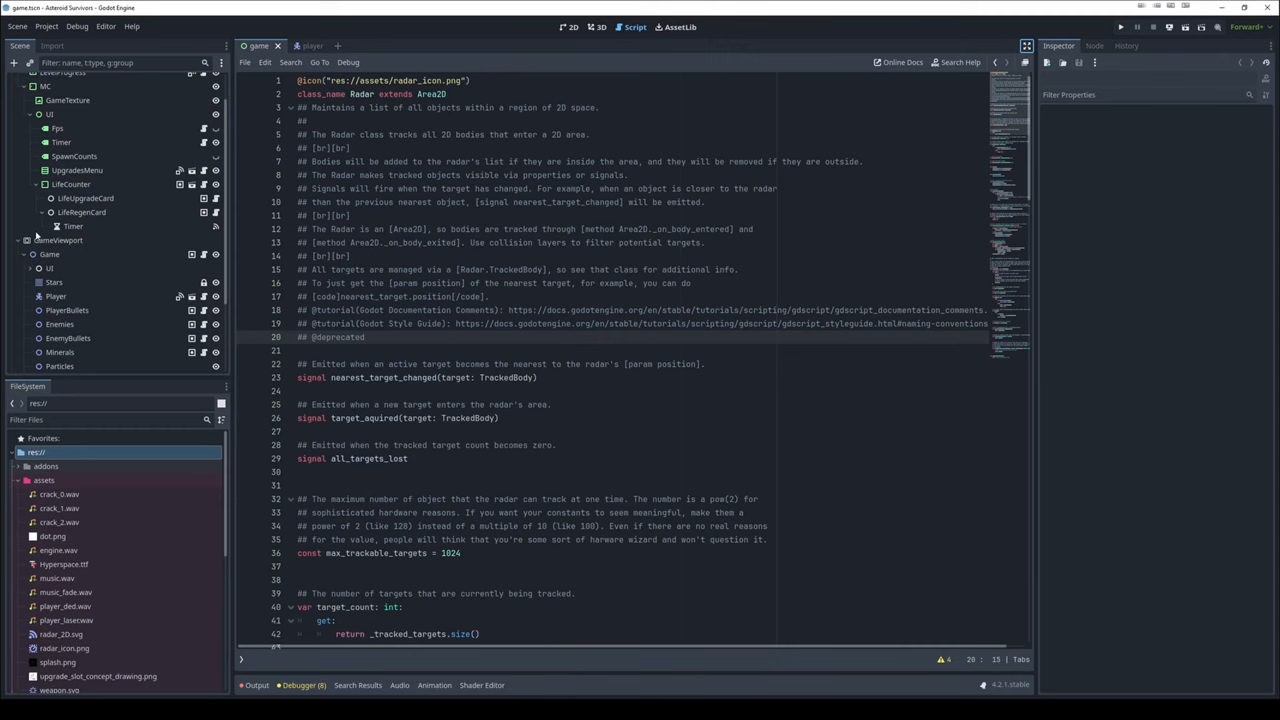 game.tscn - Asteroid Survivors - Godot Engine
Scene Project Debug Editor Help
2D 3D Script AssetLib
Forward+
Scene Import
Filter: name, t:type, g:group
LevelProgress
MC
GameTexture
UI
Fps
Timer
SpawnCounts
UpgradesMenu
LifeCounter
LifeUpgradeCard
LifeRegenCard
Timer
GameViewport
Game
UI
Stars
Player
PlayerBullets
Enemies
EnemyBullets
Minerals
Particles
FileSystem
res://
Filter Files
Favorites:
res://
addons
assets
crack_0.wav
crack_1.wav
crack_2.wav
dot.png
engine.wav
Hyperspace.ttf
music.wav
music_fade.wav
player_ded.wav
player_laser.wav
radar_2D.svg
radar_icon.png
splash.png
upgrade_slot_concept_drawing.png
weapon.svg
game player
File Edit Search Go To Debug
Online Docs Search Help
1 @icon("res://assets/radar_icon.png")
2 class_name Radar extends Area2D
3 ## Maintains a list of all objects within a region of 2D space.
4 ##
5 ## The Radar class tracks all 2D bodies that enter a 2D area.
6 ## [br][br]
7 ## Bodies will be added to the radar's list if they are inside the area, and they will be removed if they are outside.
8 ## The Radar makes tracked objects visible via properties or signals.
9 ## Signals will fire when the target has changed. For example, when an object is closer to the radar
10 ## than the previous nearest object, [signal nearest_target_changed] will be emitted.
11 ## [br][br]
12 ## The Radar is an [Area2D], so bodies are tracked through [method Area2D._on_body_entered] and
13 ## [method Area2D._on_body_exited]. Use collision layers to filter potential targets.
14 ## [br][br]
15 ## All targets are managed via a [Radar.TrackedBody], so see that class for additional info.
16 ## To just get the [param position] of the nearest target, for example, you can do
17 ## [code]nearest_target.position[/code].
18 ## @tutorial(Godot Documentation Comments): https://docs.godotengine.org/en/stable/tutorials/scripting/gdscript/gdscript_documentation_comments.
19 ## @tutorial(Godot Style Guide): https://docs.godotengine.org/en/stable/tutorials/scripting/gdscript/gdscript_styleguide.html#naming-conventions
20 ## @deprecated
21
22 ## Emitted when an active target becomes the nearest to the radar's [param position].
23 signal nearest_target_changed(target: TrackedBody)
24
25 ## Emitted when a new target enters the radar's area.
26 signal target_aquired(target: TrackedBody)
27
28 ## Emitted when the tracked target count becomes zero.
29 signal all_targets_lost
30
31
32 ## The maximum number of object that the radar can track at one time. The number is a pow(2) for
33 ## sophisticated hardware reasons. If you want your constants to seem meaningful, make them a
34 ## power of 2 (like 128) instead of a multiple of 10 (like 100). Even if there are no real reasons
35 ## for the value, people will think that you're some sort of harware wizard and won't question it.
36 const max_trackable_targets = 1024
37
38
39 ## The number of targets that are currently being tracked.
40 var target_count: int:
41 get:
42 return _tracked_targets.size()
4 20 : 15 | Tabs
Output Debugger (8) Search Results Audio Animation Shader Editor
4.2.1.stable
Inspector Node History
Filter Properties